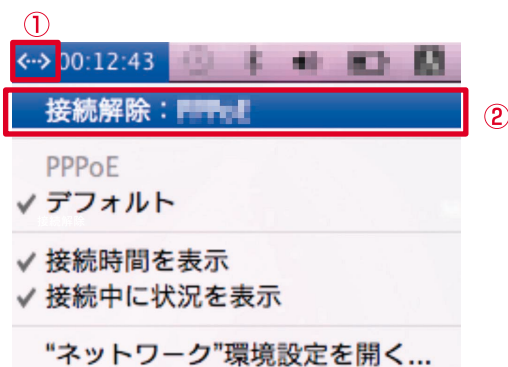 ①
<··> 00:12:43
接続解除：
②
PPPoE
✓ デフォルト
✓ 接続時間を表示
✓ 接続中に状況を表示
“ネットワーク”環境設定を開く...